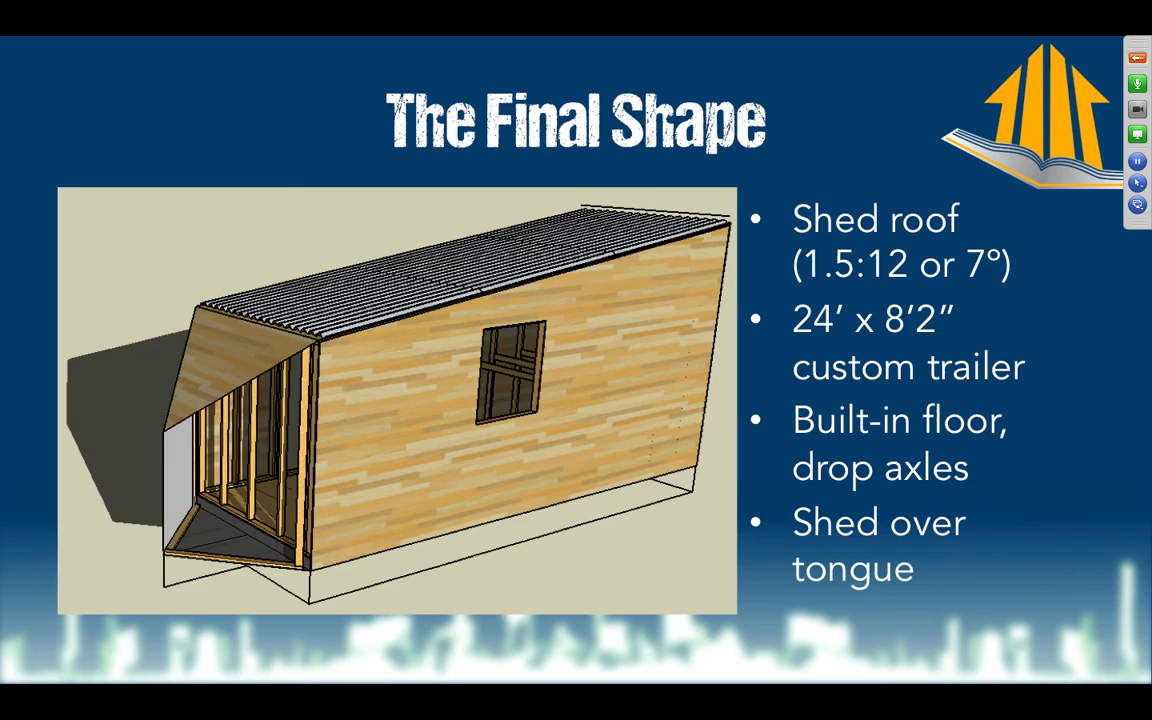 The Final Shape
• Shed roof
(1.5:12 or 7°)
• 24’ x 8’2”
custom trailer
• Built-in floor,
drop axles
• Shed over
tongue